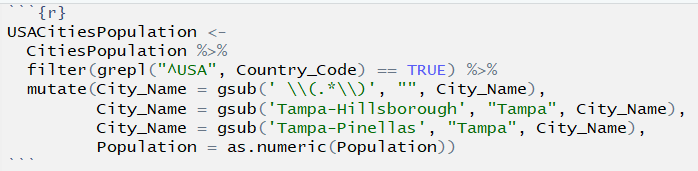 ```{r}
USACitiesPopulation <-
  CitiesPopulation %>%
  filter(grepl("^USA", Country_Code) == TRUE) %>%
  mutate(City_Name = gsub(' \\(.*\\)', "", City_Name),
         City_Name = gsub('Tampa-Hillsborough', "Tampa", City_Name),
         City_Name = gsub('Tampa-Pinellas', "Tampa", City_Name),
         Population = as.numeric(Population))
```